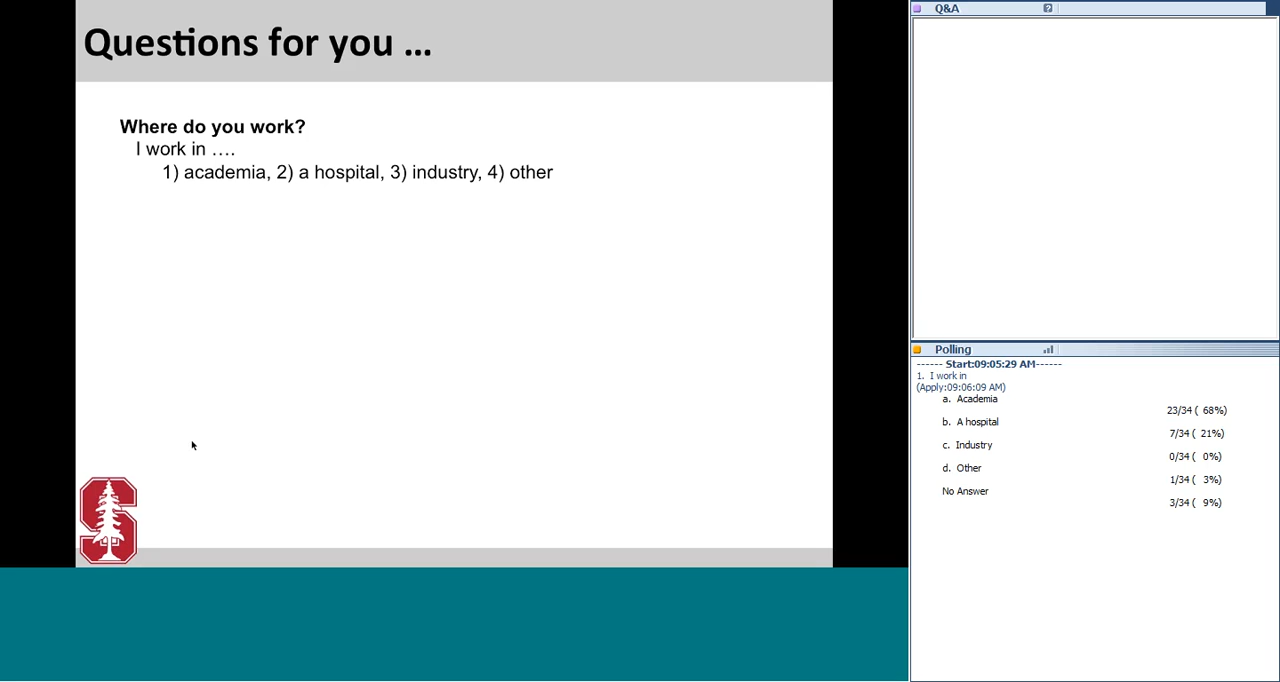 Questions for you ...
Where do you work?
I work in ....
1) academia, 2) a hospital, 3) industry, 4) other
Q&A
?
Polling
------ Start:09:05:29 AM------
1. I work in
(Apply:09:06:09 AM)
a. Academia
23/34 ( 68%)
b. A hospital
7/34 ( 21%)
c. Industry
0/34 ( 0%)
d. Other
1/34 ( 3%)
No Answer
3/34 ( 9%)